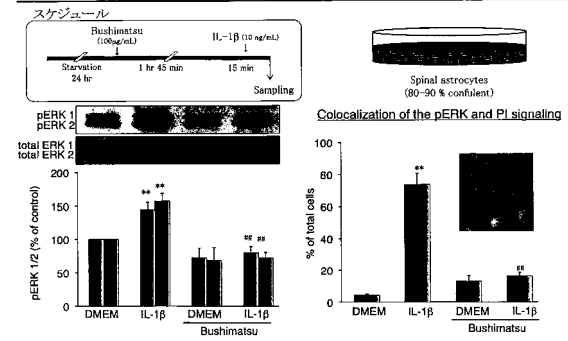 スケジュール
Bushimatsu
(100μg/mL)
IL-1β (10 ng/mL)
Starvation
24 hr
1 hr 45 min
15 min
Sampling
Spinal astrocytes
(80-90 % confulent)
pERK 1
pERK 2
total ERK 1
total ERK 2
pERK 1/2 (% of control)
200
150
100
50
0
** **
## ##
DMEM IL-1β DMEM IL-1β
Bushimatsu
Colocalization of the pERK and PI signaling
% of total cells
100
80
60
40
20
0
**
##
DMEM IL-1β DMEM IL-1β
Bushimatsu